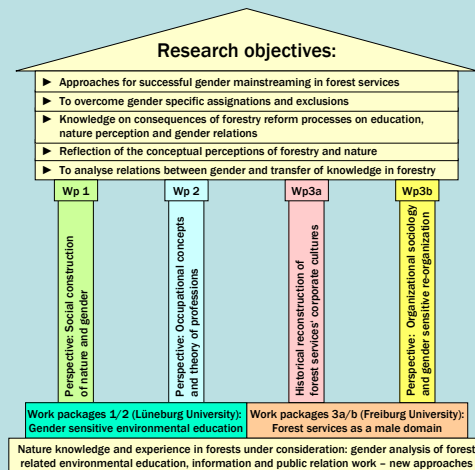 Research objectives:
► Approaches for successful gender mainstreaming in forest services
► To overcome gender specific assignations and exclusions
► Knowledge on consequences of forestry reform processes on education,
nature perception and gender relations
► Reflection of the conceptual perceptions of forestry and nature
► To analyse relations between gender and transfer of knowledge in forestry
Wp 1
Wp 2
Wp3a
Wp3b
Perspective: Social construction
of nature and gender
Perspective: Occupational concepts
and theory of professions
Historical reconstruction of
forest services' corporate cultures
Perspective: Organizational sociology
and gender sensitive re-organization
Work packages 1/2 (Lüneburg University):
Gender sensitive environmental education
Work packages 3a/b (Freiburg University):
Forest services as a male domain
Nature knowledge and experience in forests under consideration: gender analysis of forest
related environmental education, information and public relation work – new approaches